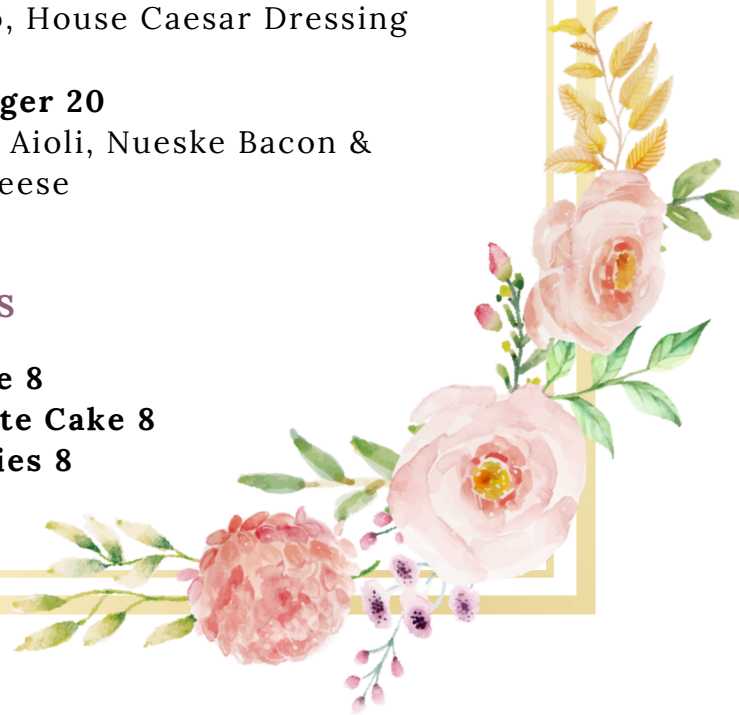 , House Caesar Dressing
ger 20
Aioli, Nueske Bacon &
eese
s
e 8
te Cake 8
ies 8